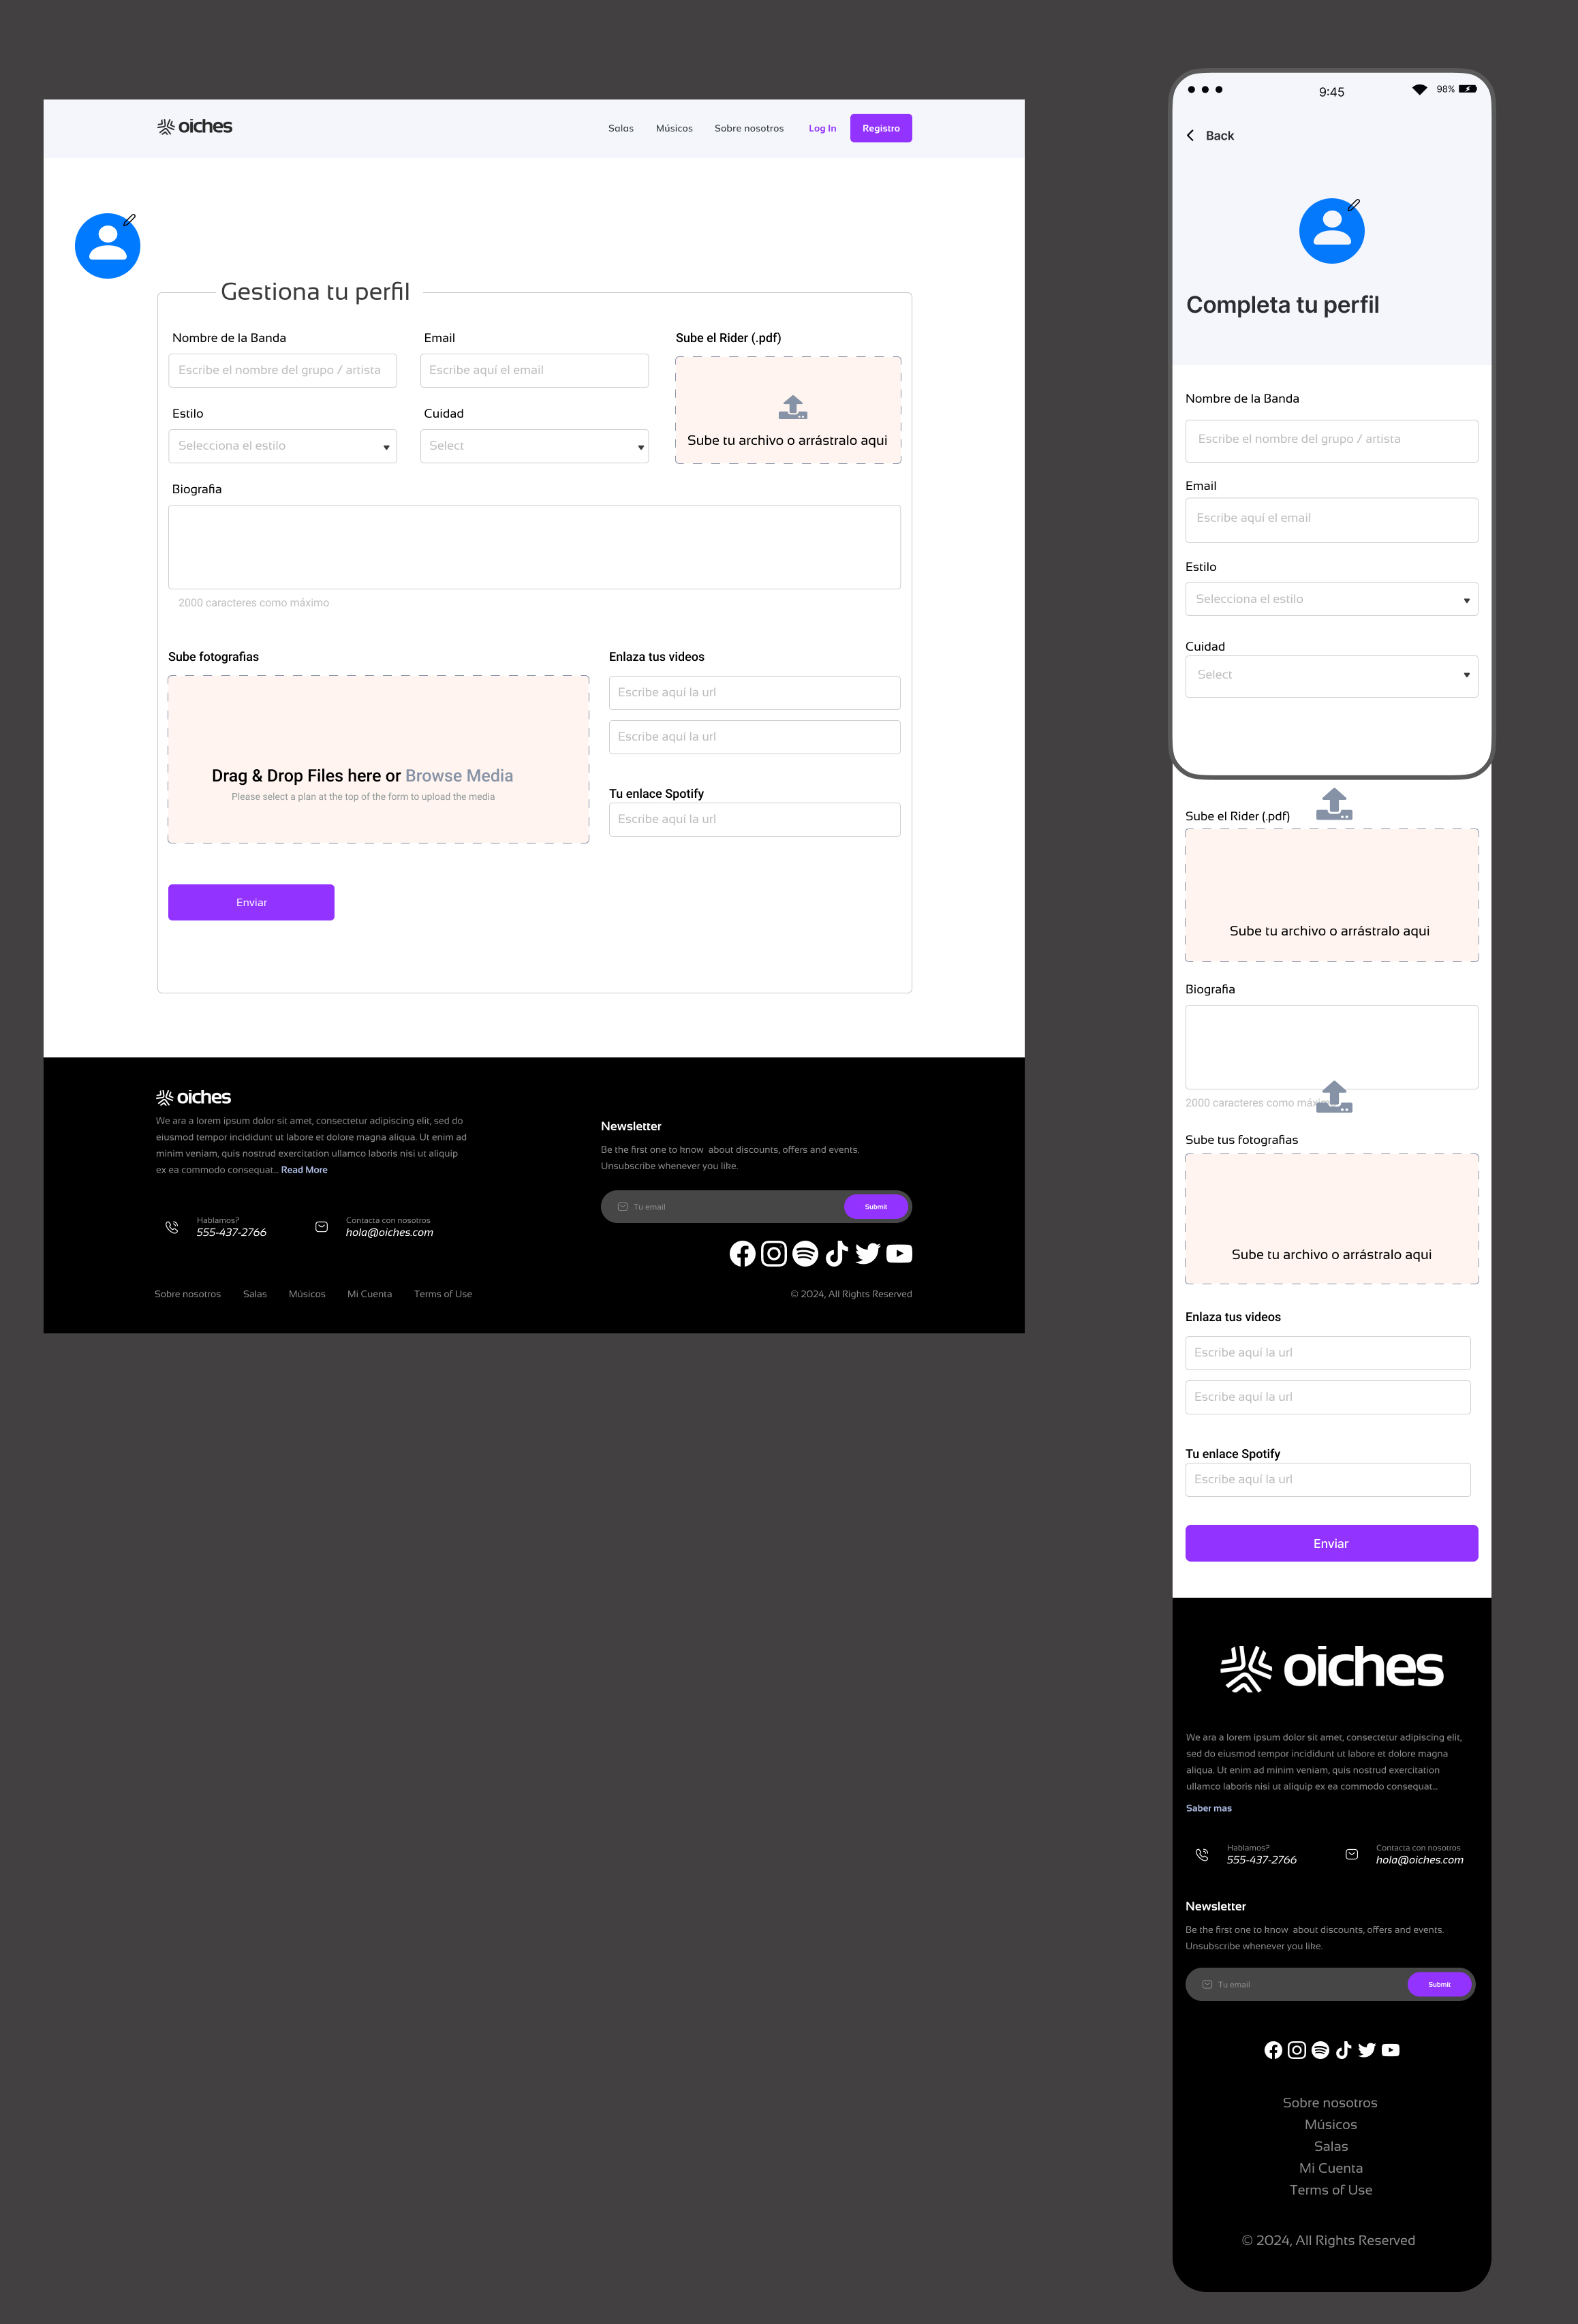 oiches
Salas Músicos Sobre nosotros Log In Registro
Gestiona tu perfil
Nombre de la Banda Email Sube el Rider (.pdf)
Escribe el nombre del grupo / artista Escribe aquí el email
Estilo Cuidad
Selecciona el estilo Select
Sube tu archivo o arrástralo aqui
Biografia
2000 caracteres como máximo
Sube fotografias Enlaza tus videos
Escribe aquí la url
Escribe aquí la url
Drag & Drop Files here or Browse Media
Please select a plan at the top of the form to upload the media
Tu enlace Spotify
Escribe aquí la url
Enviar
oiches
We ara a lorem ipsum dolor sit amet, consectetur adipiscing elit, sed do
eiusmod tempor incididunt ut labore et dolore magna aliqua. Ut enim ad
minim veniam, quis nostrud exercitation ullamco laboris nisi ut aliquip
ex ea commodo consequat... Read More
Hablamos?
555-437-2766
Contacta con nosotros
hola@oiches.com
Newsletter
Be the first one to know about discounts, offers and events.
Unsubscribe whenever you like.
Tu email Submit
Sobre nosotros Salas Músicos Mi Cuenta Terms of Use
© 2024, All Rights Reserved
9:45 98%
Back
Completa tu perfil
Nombre de la Banda
Escribe el nombre del grupo / artista
Email
Escribe aquí el email
Estilo
Selecciona el estilo
Cuidad
Select
Sube el Rider (.pdf)
Sube tu archivo o arrástralo aqui
Biografia
2000 caracteres como
Sube tus fotografias
Sube tu archivo o arrástralo aqui
Enlaza tus videos
Escribe aquí la url
Escribe aquí la url
Tu enlace Spotify
Escribe aquí la url
Enviar
oiches
We ara a lorem ipsum dolor sit amet, consectetur adipiscing elit,
sed do eiusmod tempor incididunt ut labore et dolore magna
aliqua. Ut enim ad minim veniam, quis nostrud exercitation
ullamco laboris nisi ut aliquip ex ea commodo consequat...
Saber mas
Hablamos?
555-437-2766
Contacta con nosotros
hola@oiches.com
Newsletter
Be the first one to know about discounts, offers and events.
Unsubscribe whenever you like.
Tu email Submit
Sobre nosotros
Músicos
Salas
Mi Cuenta
Terms of Use
© 2024, All Rights Reserved